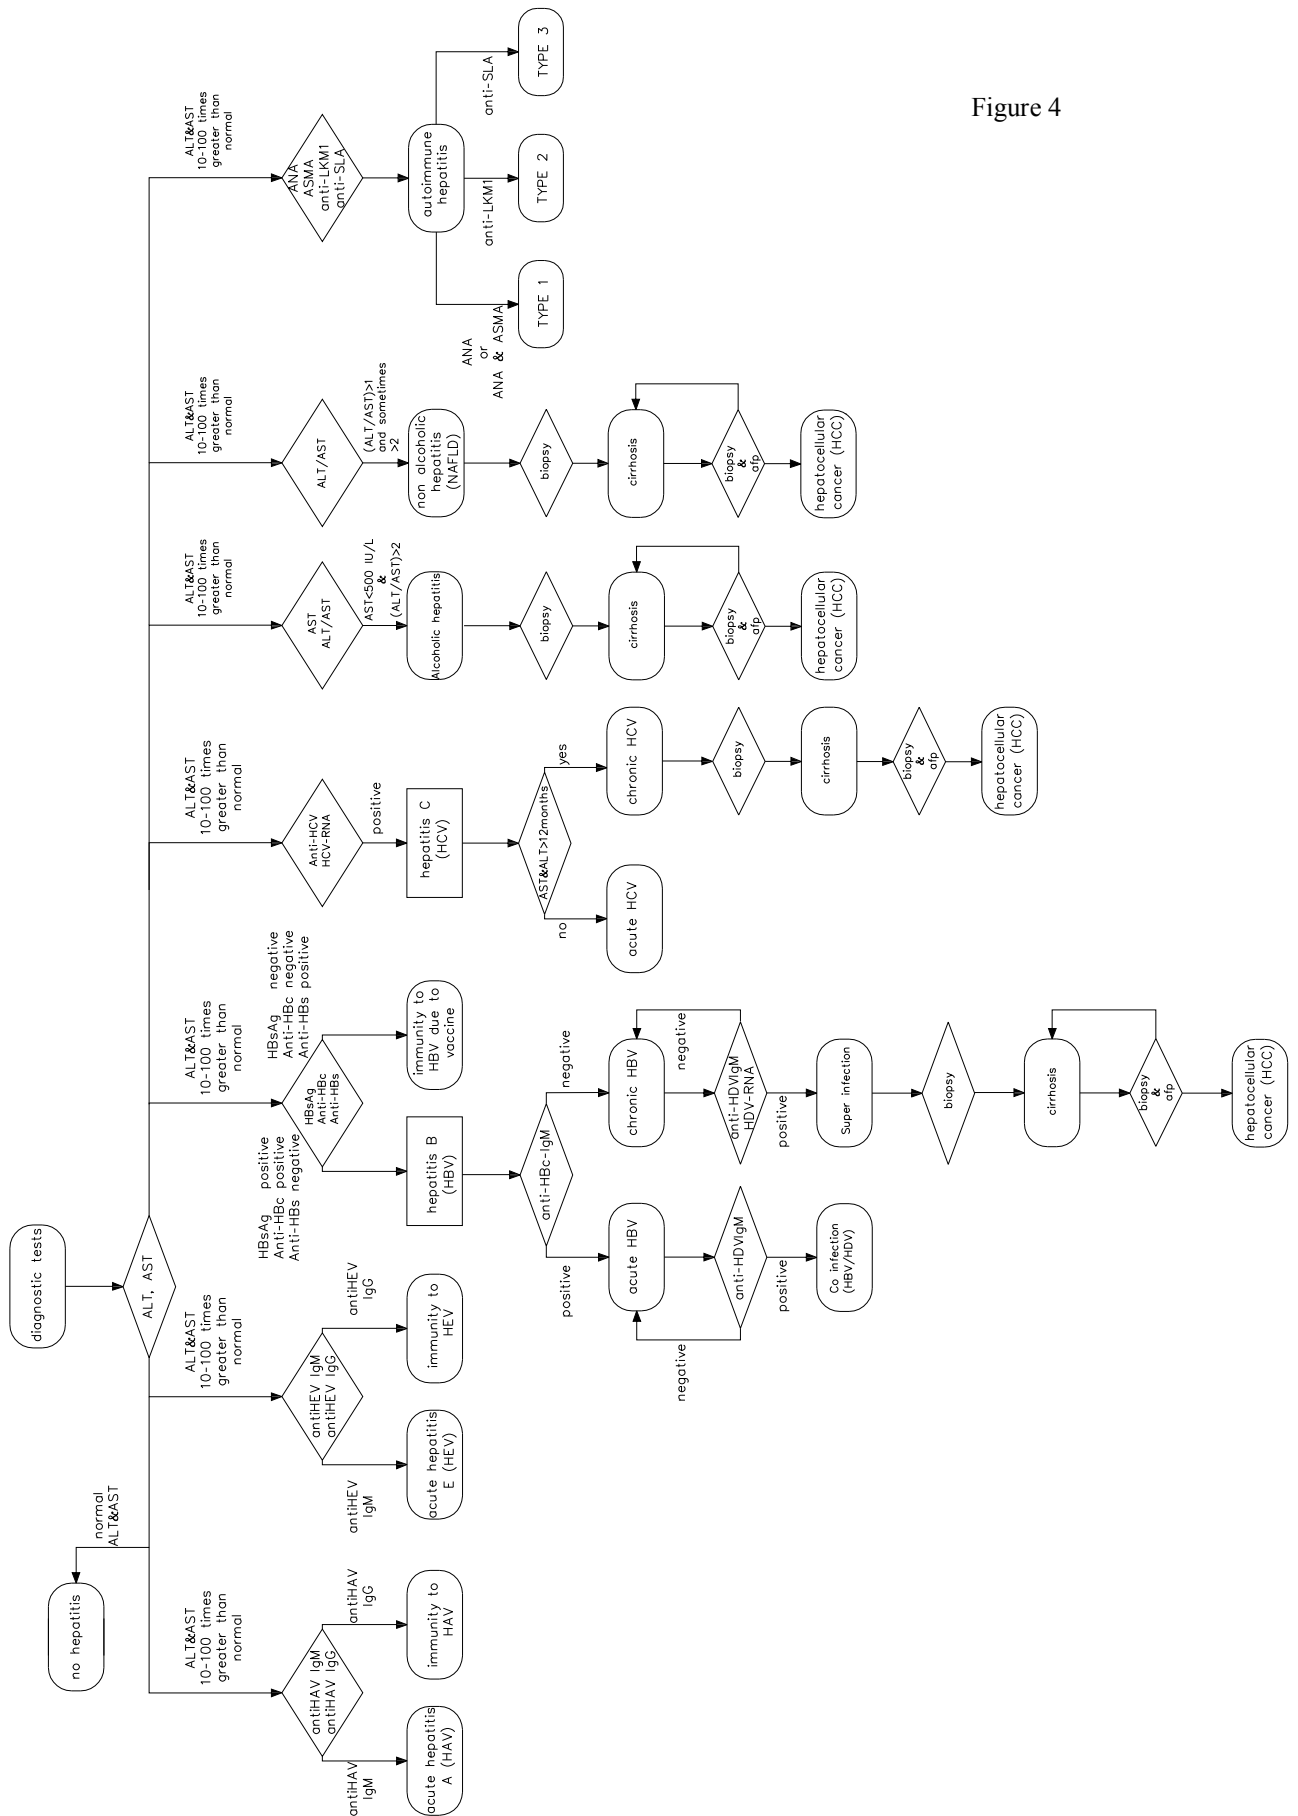 Figure 4
diagnostic tests
ALT, AST
normal
ALT&AST
no hepatitis
ALT&AST
10-100 times
greater than
normal
antiHAV IgM
antiHAV IgG
antiHAV
IgM
acute hepatitis
A (HAV)
antiHAV
IgG
immunity to
HAV
ALT&AST
10-100 times
greater than
normal
antiHEV IgM
antiHEV IgG
antiHEV
IgM
acute hepatitis
E (HEV)
antiHEV
IgG
immunity to
HEV
ALT&AST
10-100 times
greater than
normal
HBsAg
Anti-HBc
Anti-HBs
HBsAg positive
Anti-HBc positive
Anti-HBs negative
hepatitis B
(HBV)
HBsAg negative
Anti-HBc negative
Anti-HBs positive
immunity to
HBV due to
vaccine
anti-HBc-IgM
positive
acute HBV
anti-HDVIgM
negative
positive
Co infection
(HBV/HDV)
negative
chronic HBV
anti-HDVIgM
HDV-RNA
negative
positive
Super infection
biopsy
cirrhosis
biopsy
&
afp
hepatocellular
cancer (HCC)
ALT&AST
10-100 times
greater than
normal
Anti-HCV
HCV-RNA
positive
hepatitis C
(HCV)
AST&ALT>12months
no
acute HCV
yes
chronic HCV
biopsy
cirrhosis
biopsy
&
afp
hepatocellular
cancer (HCC)
ALT&AST
10-100 times
greater than
normal
AST
ALT/AST
AST<500 IU/L
&
(ALT/AST)>2
Alcoholic hepatitis
biopsy
cirrhosis
biopsy
&
afp
hepatocellular
cancer (HCC)
ALT&AST
10-100 times
greater than
normal
ALT/AST
(ALT/AST)>1
and sometimes
>2
non alcoholic
hepatitis
(NAFLD)
biopsy
cirrhosis
biopsy
&
afp
hepatocellular
cancer (HCC)
ALT&AST
10-100 times
greater than
normal
ANA
ASMA
anti-LKM1
anti-SLA
autoimmune
hepatitis
ANA
or
ANA & ASMA
TYPE 1
anti-LKM1
TYPE 2
anti-SLA
TYPE 3